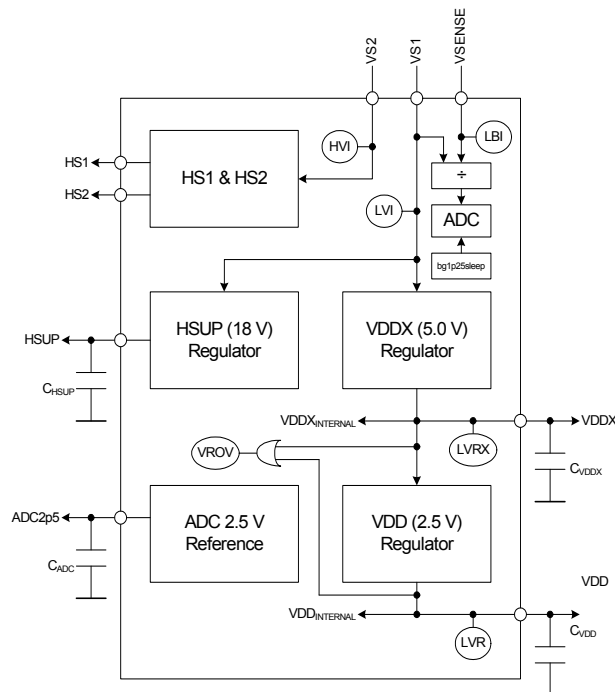 VS2
VS1
VSENSE
HVI
LBI
HS1
HS2
HS1 & HS2
÷
LVI
ADC
bg1p25sleep
HSUP
HSUP (18 V)
Regulator
VDDX (5.0 V)
Regulator
CHSUP
VDDXINTERNAL
VDDX
LVRX
VROV
CVDDX
ADC2p5
ADC 2.5 V
Reference
VDD (2.5 V)
Regulator
CADC
VDD
VDDINTERNAL
LVR
CVDD